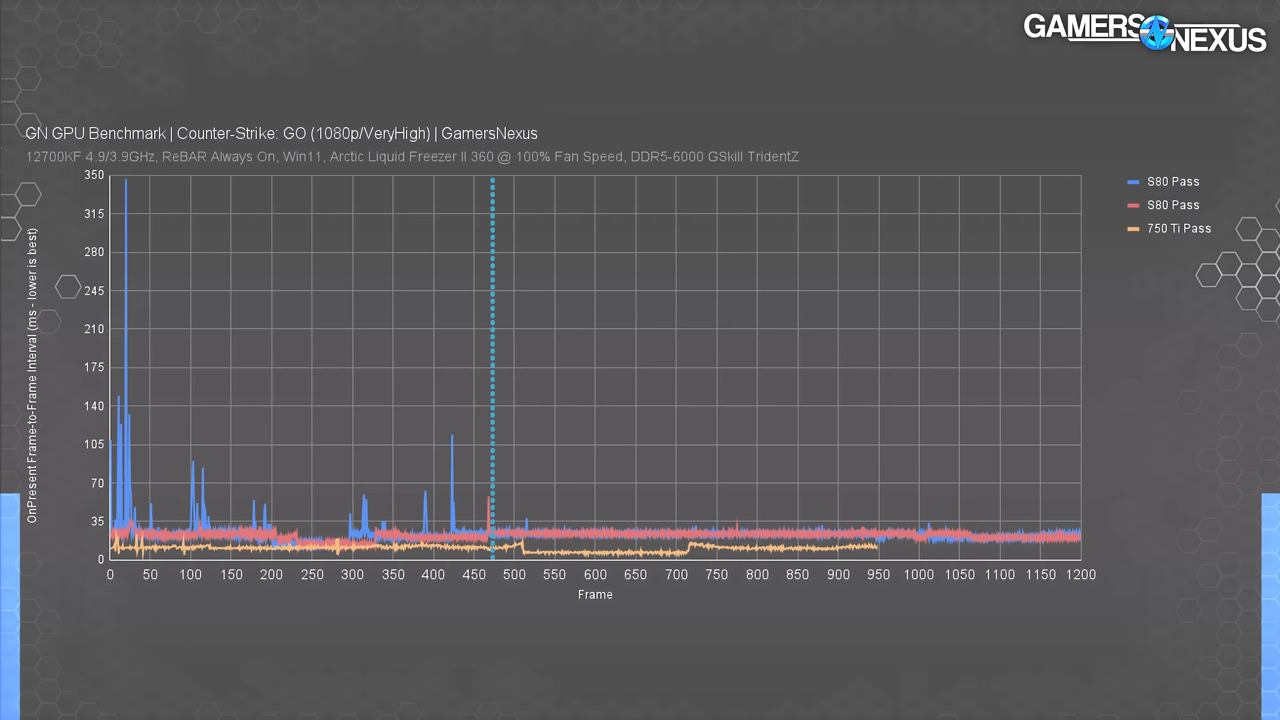 GAMERS NEXUS
GN GPU Benchmark | Counter-Strike: GO (1080p/VeryHigh) | GamersNexus
12700KF 4.9/3.9GHz, ReBAR Always On, Win11, Arctic Liquid Freezer II 360 @ 100% Fan Speed, DDR5-6000 GSkill TridentZ
OnPresent Frame-to-Frame Interval (ms - lower is best)
350
315
280
245
210
175
140
105
70
35
0
S80 Pass
S80 Pass
750 Ti Pass
0 50 100 150 200 250 300 350 400 450 500 550 600 650 700 750 800 850 900 950 1000 1050 1100 1150 1200
Frame